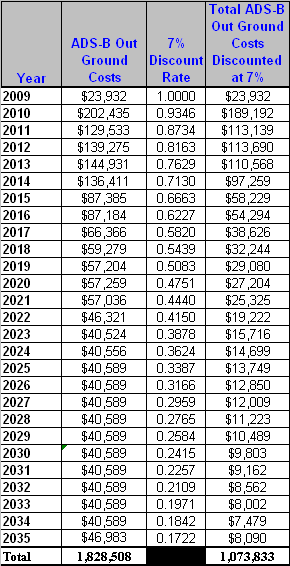 Year ADS-B Out Ground Costs 7% Discount Rate Total ADS-B Out Ground Costs Discounted at 7%
2009 $23,932 1.0000 $23,932
2010 $202,435 0.9346 $189,192
2011 $129,533 0.8734 $113,139
2012 $139,275 0.8163 $113,690
2013 $144,931 0.7629 $110,568
2014 $136,411 0.7130 $97,259
2015 $87,385 0.6663 $58,229
2016 $87,184 0.6227 $54,294
2017 $66,366 0.5820 $38,626
2018 $59,279 0.5439 $32,244
2019 $57,204 0.5083 $29,080
2020 $57,259 0.4751 $27,204
2021 $57,036 0.4440 $25,325
2022 $46,321 0.4150 $19,222
2023 $40,524 0.3878 $15,716
2024 $40,556 0.3624 $14,699
2025 $40,589 0.3387 $13,749
2026 $40,589 0.3166 $12,850
2027 $40,589 0.2959 $12,009
2028 $40,589 0.2765 $11,223
2029 $40,589 0.2584 $10,489
2030 $40,589 0.2415 $9,803
2031 $40,589 0.2257 $9,162
2032 $40,589 0.2109 $8,562
2033 $40,589 0.1971 $8,002
2034 $40,589 0.1842 $7,479
2035 $46,983 0.1722 $8,090
Total 1,828,508 1,073,833